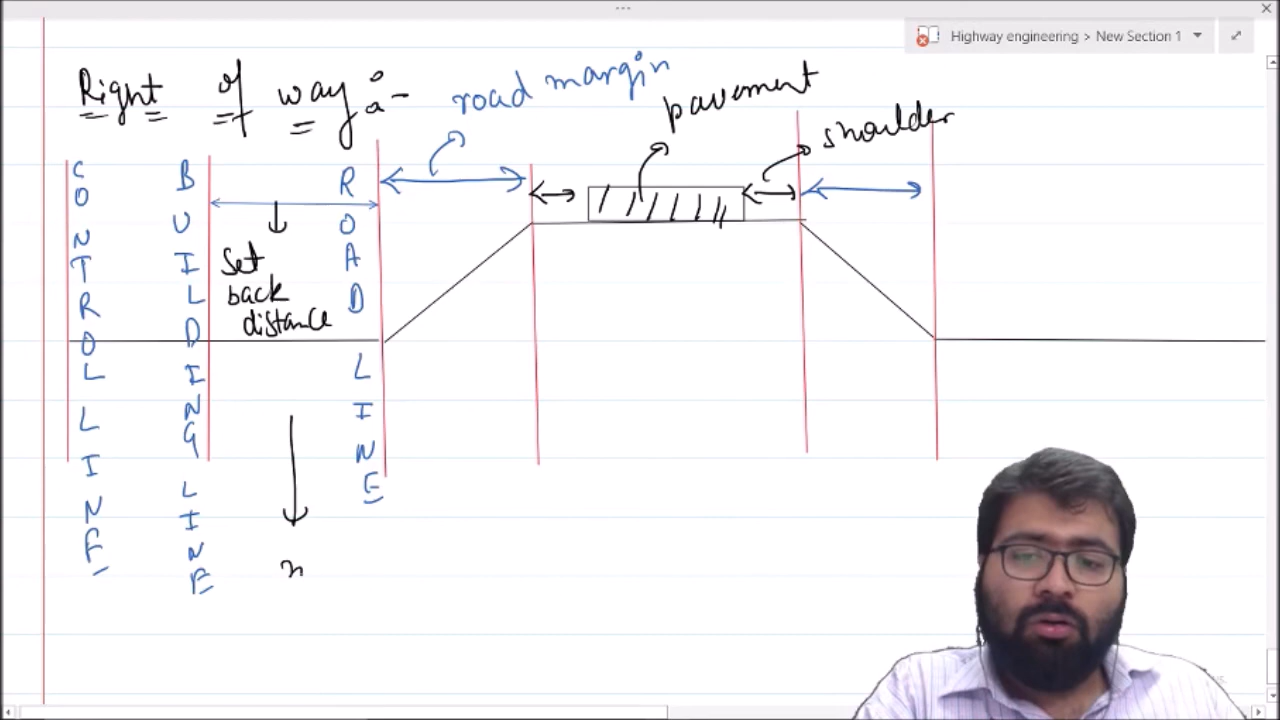 Highway engineering > New Section 1
Right of way :-
road margin
pavement
shoulder
CONTROL LINE
BUILDING LINE
Set
back
distance
ROAD LINE
n